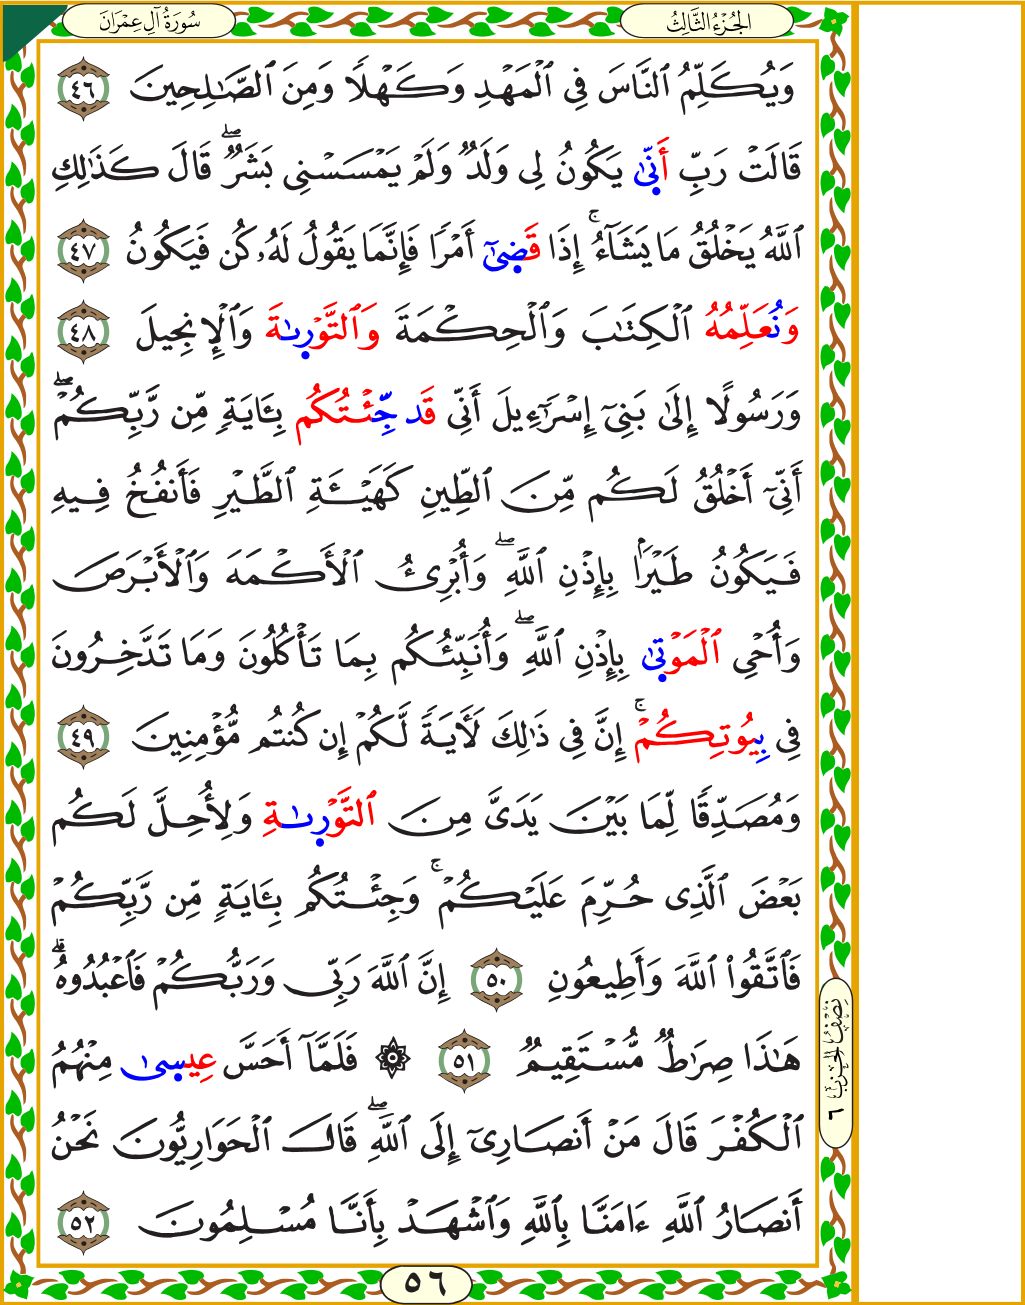 سُورَةُ آلِ عِمْرَانَ
الجُزْءُ الثَّالِثُ
وَيُكَلِّمُ ٱلنَّاسَ فِي ٱلْمَهْدِ وَكَهْلًا وَمِنَ ٱلصَّـٰلِحِينَ ٤٦
قَالَتْ رَبِّ أَنّۭىٰ يَكُونُ لِي وَلَدٌ وَلَمْ يَمْسَسْنِي بَشَرٌۖ قَالَ كَذَٰلِكِ
ٱللَّهُ يَخْلُقُ مَا يَشَآءُۚ إِذَا قَضۭىٰٓ أَمْرًا فَإِنَّمَا يَقُولُ لَهُۥ كُن فَيَكُونُ ٤٧
وَنُعَلِّمُهُ ٱلْكِتَـٰبَ وَٱلْحِكْمَةَ وَٱلتَّوْرۭىٰةَ وَٱلْإِنجِيلَ ٤٨
وَرَسُولًا إِلَىٰ بَنِيٓ إِسْرَـٰٓءِيلَ أَنِّي قَد جِّئْتُكُم بِـَٔايَةٍ مِّن رَّبِّكُمْۖ
أَنِّيٓ أَخْلُقُ لَكُم مِّنَ ٱلطِّينِ كَهَيْـَٔةِ ٱلطَّيْرِ فَأَنفُخُ فِيهِ
فَيَكُونُ طَيْرًا بِإِذْنِ ٱللَّهِۖ وَأُبْرِئُ ٱلْأَكْمَهَ وَٱلْأَبْرَصَ
وَأُحْيِ ٱلْمَوْتۭىٰ بِإِذْنِ ٱللَّهِۖ وَأُنَبِّئُكُم بِمَا تَأْكُلُونَ وَمَا تَدَّخِرُونَ
فِي بِيُوتِكُمْۚ إِنَّ فِي ذَٰلِكَ لَـَٔايَةً لَّكُمْ إِن كُنتُم مُّؤْمِنِينَ ٤٩
وَمُصَدِّقًا لِّمَا بَيْنَ يَدَيَّ مِنَ ٱلتَّوْرۭىٰةِ وَلِأُحِلَّ لَكُم
بَعْضَ ٱلَّذِي حُرِّمَ عَلَيْكُمْۚ وَجِئْتُكُم بِـَٔايَةٍ مِّن رَّبِّكُمْ
فَٱتَّقُوا۟ ٱللَّهَ وَأَطِيعُونِ ٥٠ إِنَّ ٱللَّهَ رَبِّي وَرَبُّكُمْ فَٱعْبُدُوهُۗ
هَـٰذَا صِرَٰطٌ مُّسْتَقِيمٌ ٥١ ۞ فَلَمَّآ أَحَسَّ عِيسۭىٰ مِنْهُمُ
ٱلْكُفْرَ قَالَ مَنْ أَنصَارِيٓ إِلَى ٱللَّهِۖ قَالَ ٱلْحَوَارِيُّونَ نَحْنُ
أَنصَارُ ٱللَّهِ ءَامَنَّا بِٱللَّهِ وَٱشْهَدْ بِأَنَّا مُسْلِمُونَ ٥٢
نِصْفُ الحِزْبِ ٦
٥٦